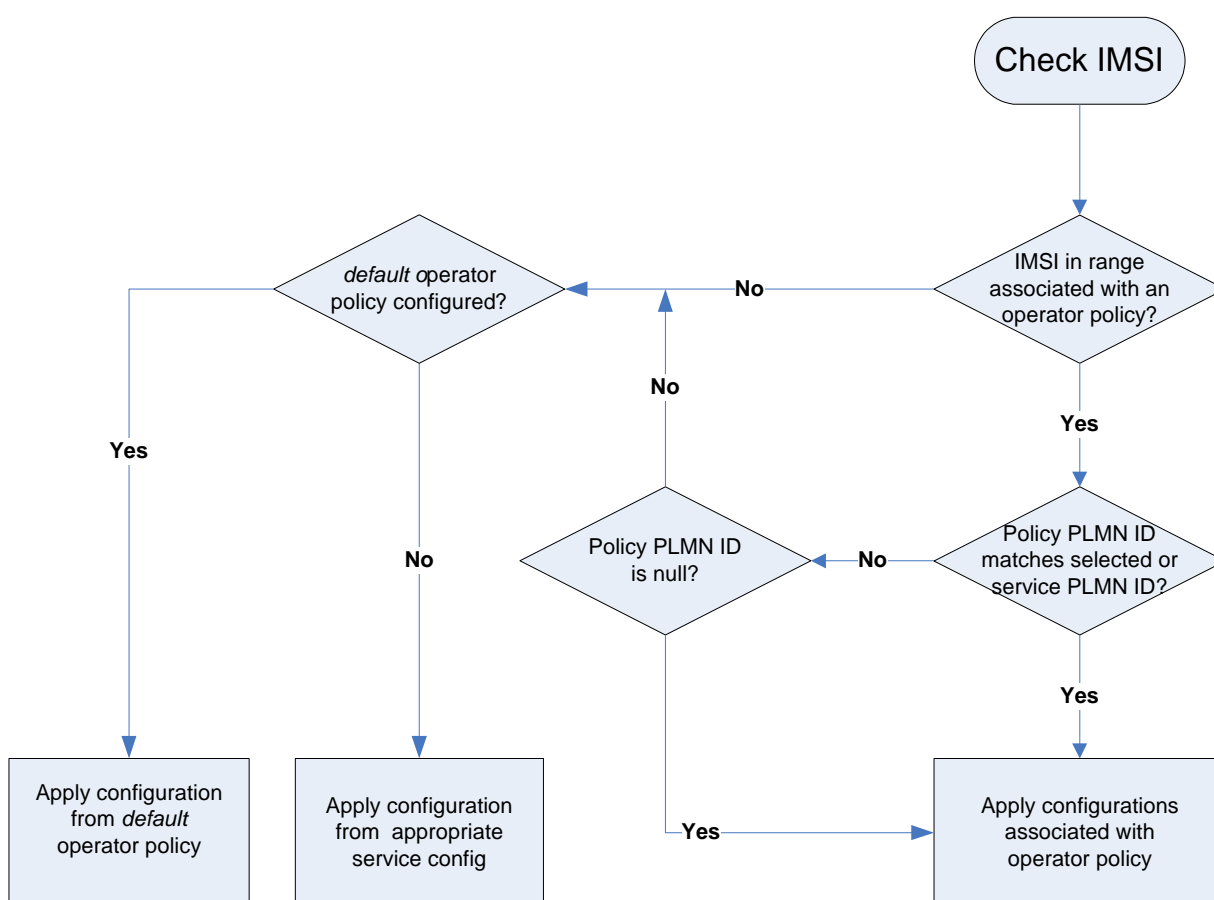 Check IMSI
default operator
policy configured?
No
IMSI in range
associated with an
operator policy?
No
Yes
Yes
Policy PLMN ID
is null?
No
No
Policy PLMN ID
matches selected or
service PLMN ID?
Yes
Yes
Apply configuration
from default
operator policy
Apply configuration
from appropriate
service config
Apply configurations
associated with
operator policy